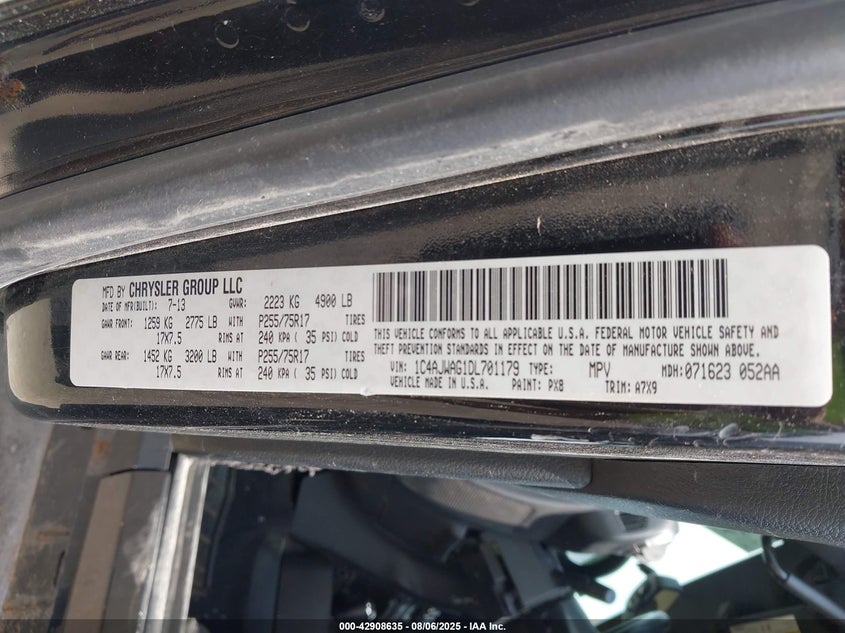 MFD BY CHRYSLER GROUP LLC
DATE OF MFR(BUILT): 7-13 GVWR: 2223 KG 4900 LB
GAWR FRONT: 1259 KG 2775 LB WITH P255/75R17 TIRES
17X7.5 RIMS AT 240 KPA ( 35 PSI) COLD
GAWR REAR: 1452 KG 3200 LB WITH P255/75R17 TIRES
17X7.5 RIMS AT 240 KPA ( 35 PSI) COLD
THIS VEHICLE CONFORMS TO ALL APPLICABLE U.S.A. FEDERAL MOTOR VEHICLE SAFETY AND
THEFT PREVENTION STANDARDS IN EFFECT ON THE DATE OF MANUFACTURE SHOWN ABOVE.
VIN: 1C4AJWAG1DL701179 TYPE: MPV MDH: 071623 052AA
VEHICLE MADE IN U.S.A. PAINT: PX8 TRIM: A7X9
000-42908635 - 08/06/2025 - IAA Inc.